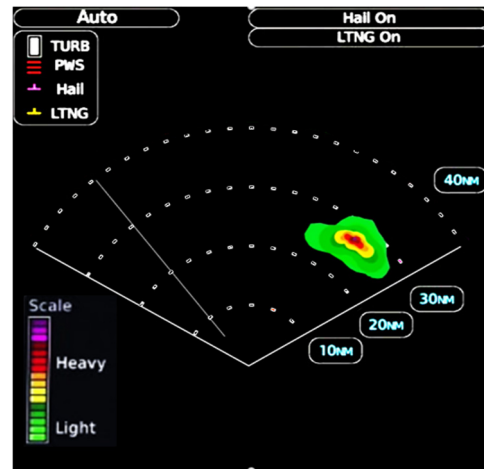 Auto
Hail On
LTNG On
TURB
PWS
Hail
LTNG
40NM
30NM
20NM
10NM
Scale
Heavy
Light